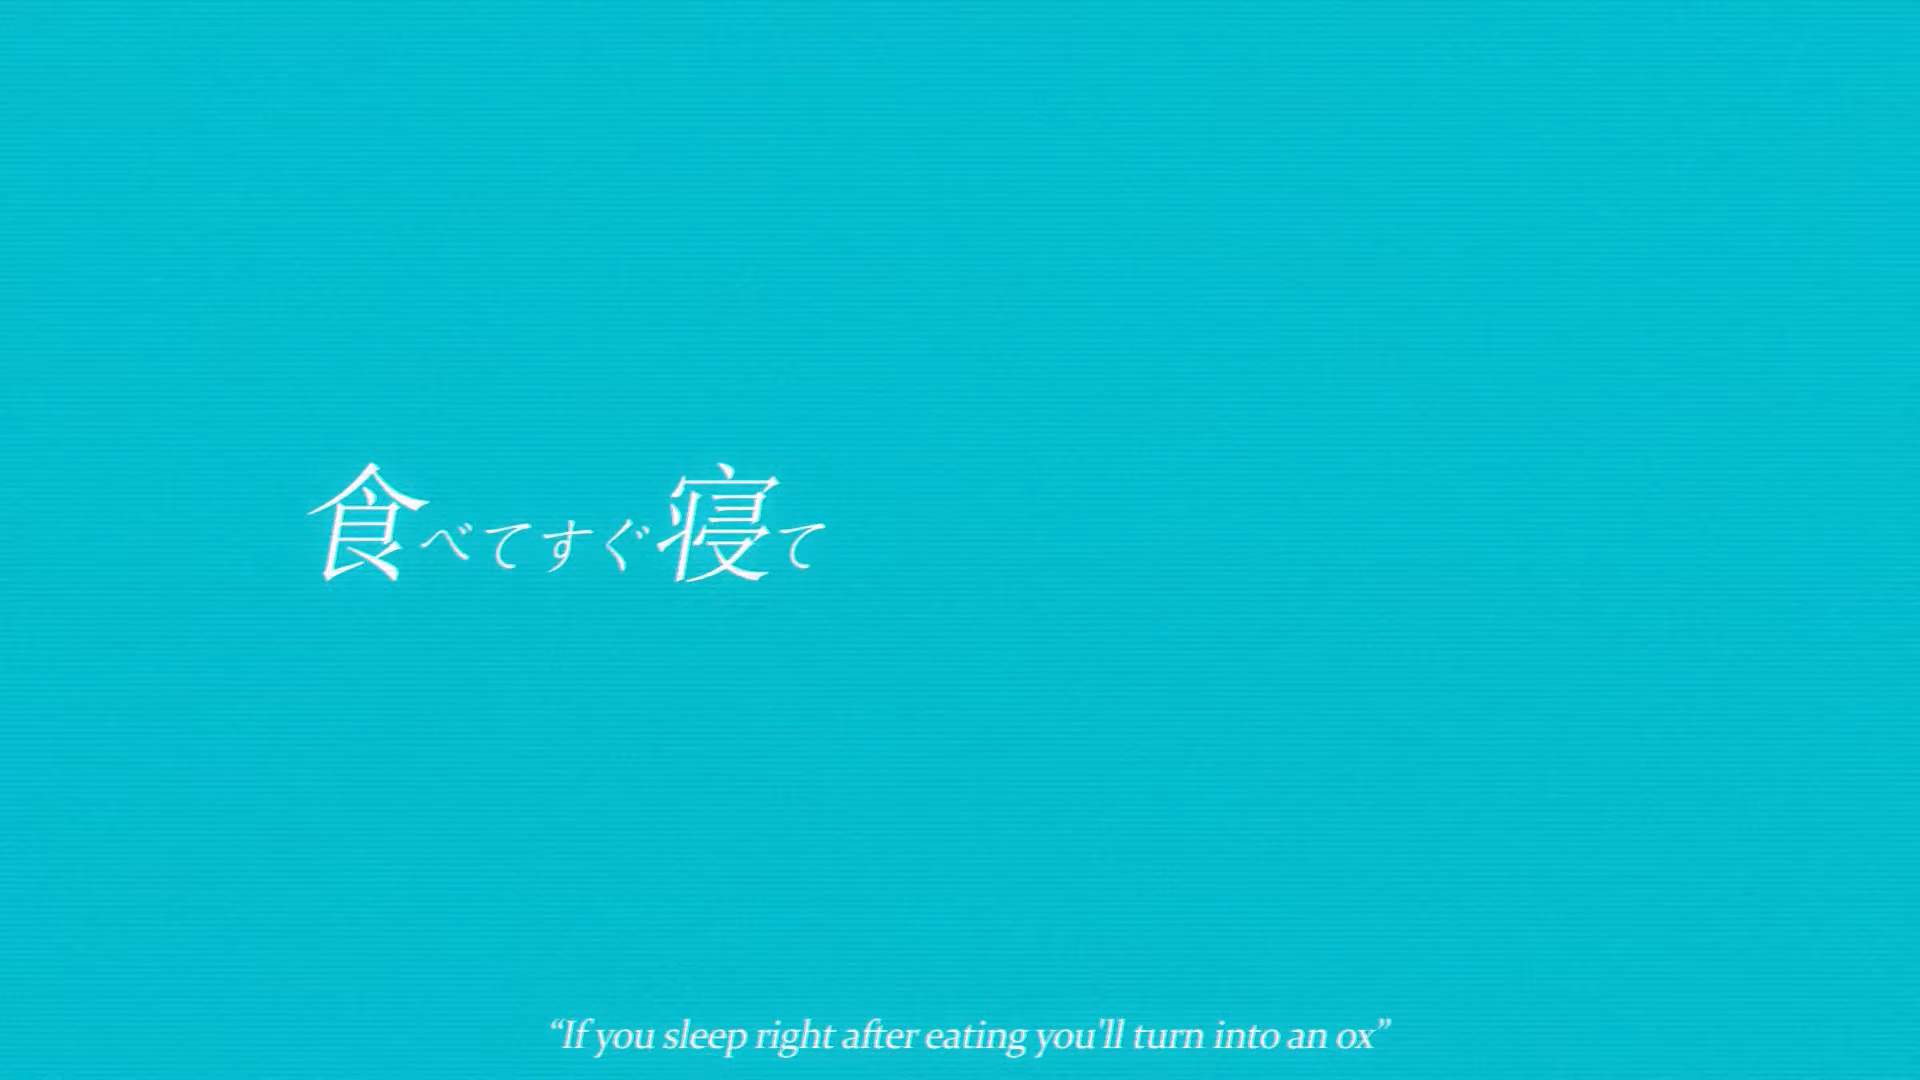 食べてすぐ寝て
“If you sleep right after eating you'll turn into an ox”